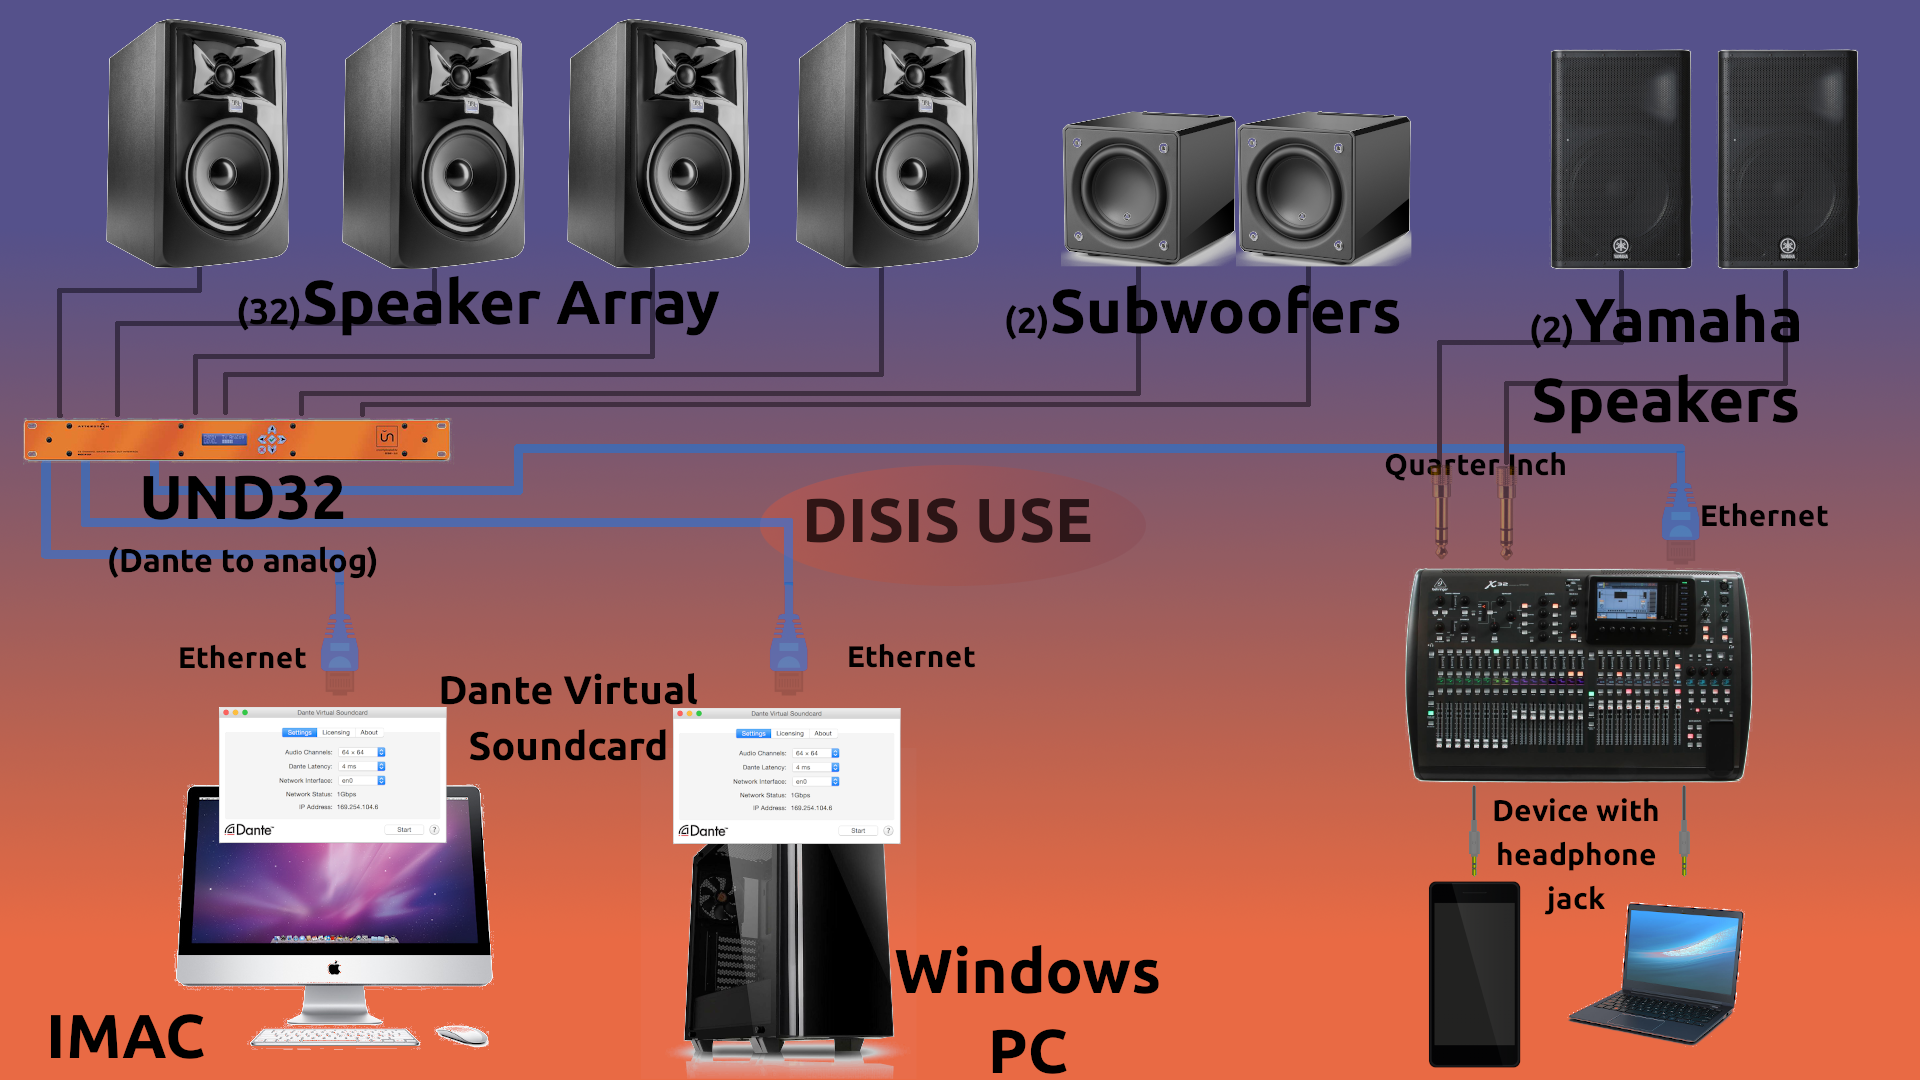 (32)Speaker Array
(2)Subwoofers
(2)Yamaha
Speakers
YAMAHA
YAMAHA
Quarter Inch
Ethernet
UND32
(Dante to analog)
DISIS USE
X32
Ethernet
Ethernet
Dante Virtual
Soundcard
Dante Virtual Soundcard
Settings Licensing About
Audio Channels: 64 x 64
Dante Latency: 4 ms
Network Interface: en0
Network Status: 1Gbps
IP Address: 169.254.104.6
Dante™ Start ?
Dante Virtual Soundcard
Settings Licensing About
Audio Channels: 64 x 64
Dante Latency: 4 ms
Network Interface: en0
Network Status: 1Gbps
IP Address: 169.254.104.6
Dante™ Start ?
Device with
headphone
jack
IMAC
Windows
PC